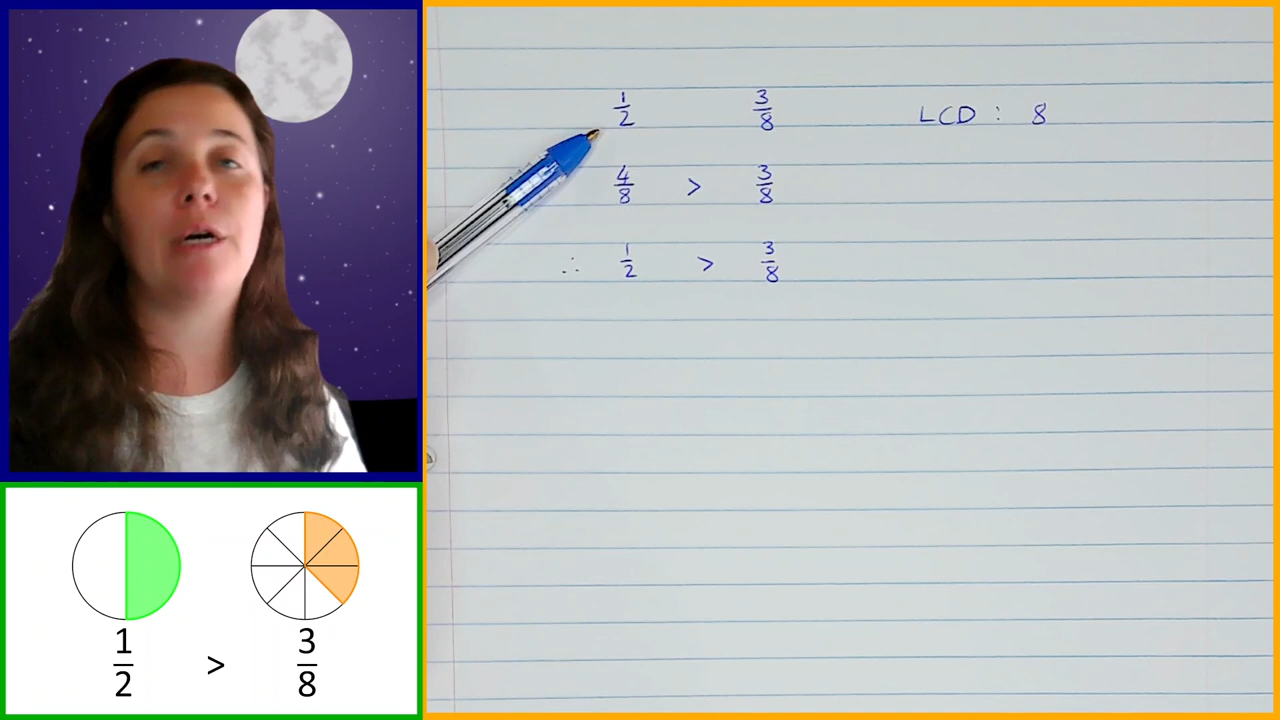 1/2 3/8 LCD : 8
4/8 > 3/8
∴ 1/2 > 3/8
1/2 > 3/8